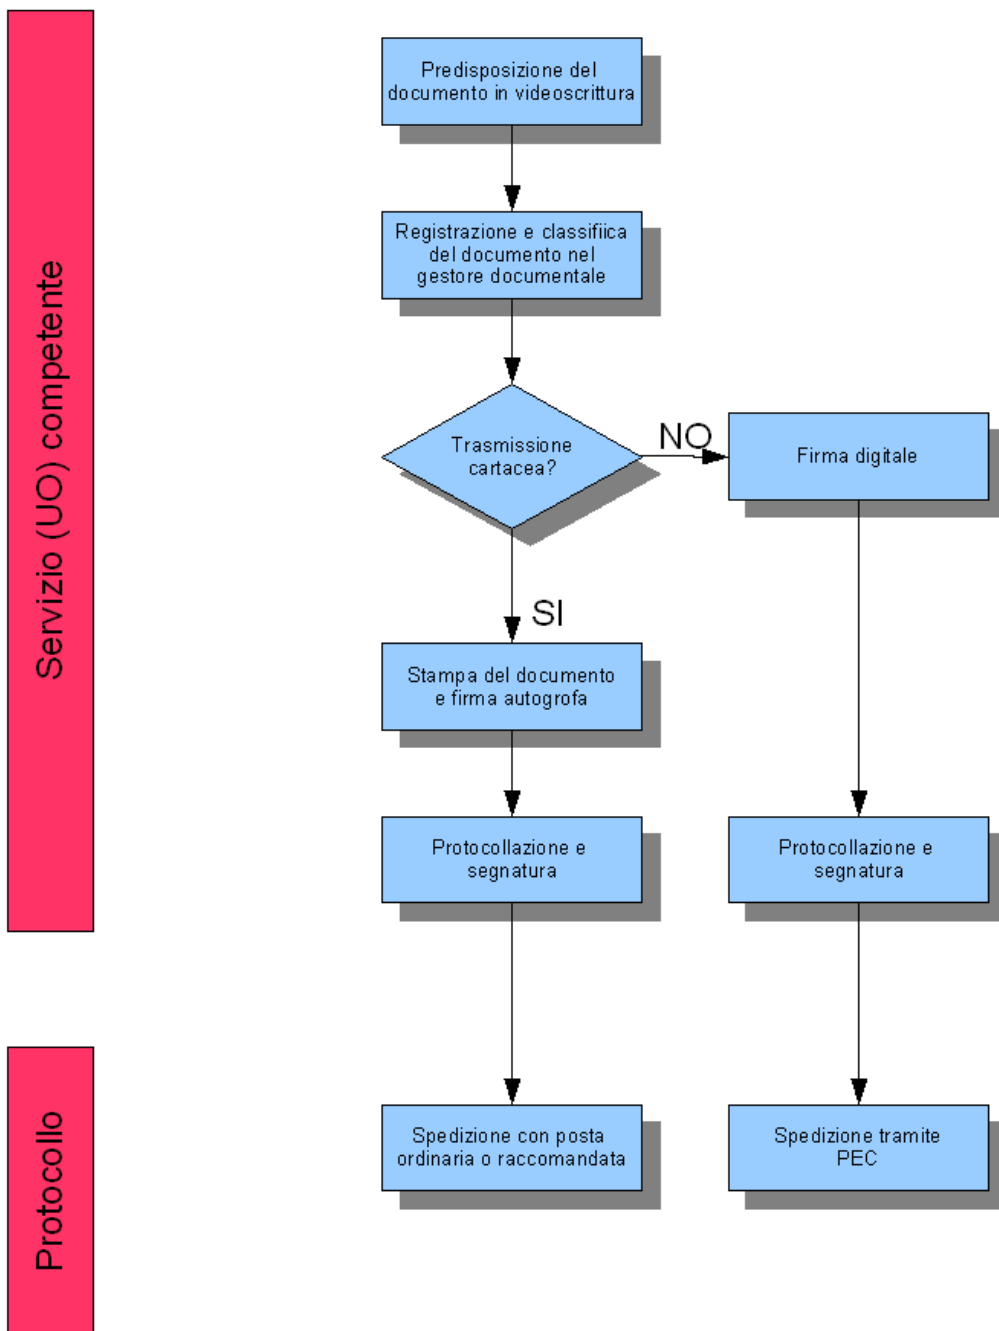 Servizio (UO) competente
Predisposizione del
documento in videoscrittura
Registrazione e classifiica
del documento nel
gestore documentale
Trasmissione
cartacea?
NO
Firma digitale
SI
Stampa del documento
e firma autogrofa
Protocollazione e
segnatura
Protocollazione e
segnatura
Protocollo
Spedizione con posta
ordinaria o raccomandata
Spedizione tramite
PEC